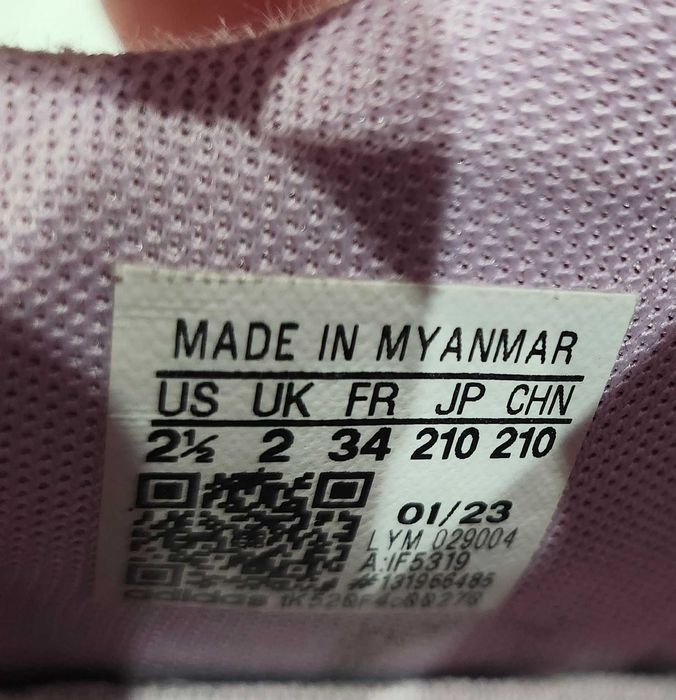 MADE IN MYANMAR
US UK FR JP CHN
2½ 2 34 210 210
01/23
LYM 029004
A:IF5319
#131966485
adidas